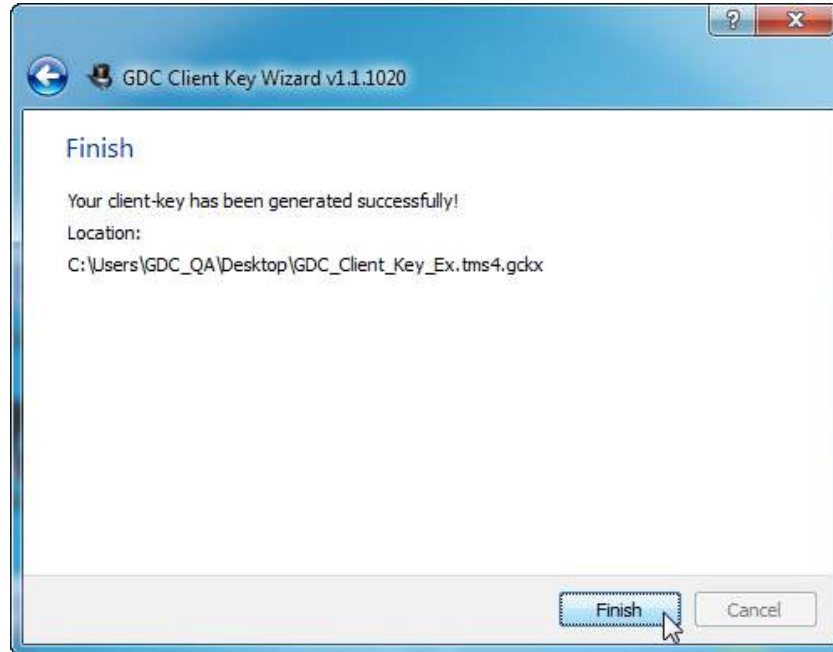 GDC Client Key Wizard v1.1.1020
Finish
Your client-key has been generated successfully!
Location:
C:\Users\GDC_QA\Desktop\GDC_Client_Key_Ex.tms4.gckx
Finish
Cancel